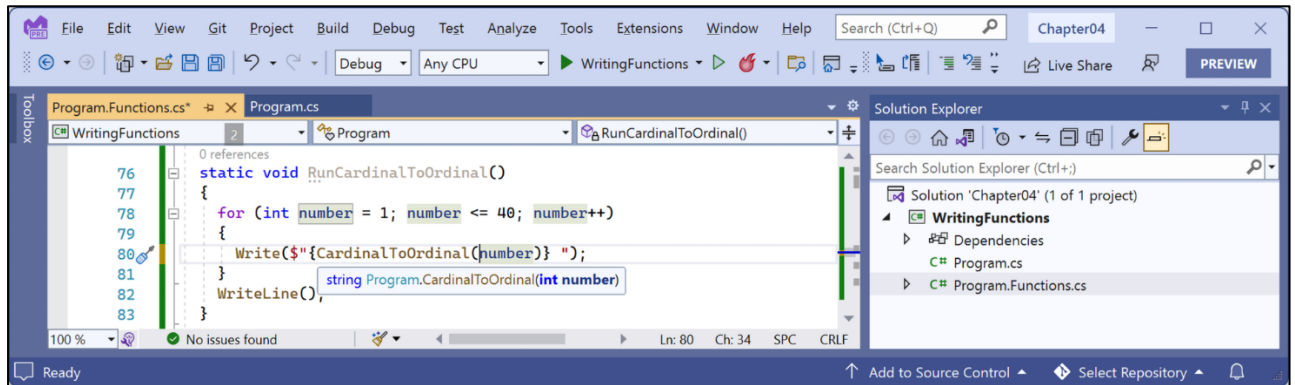 File Edit View Git Project Build Debug Test Analyze Tools Extensions Window Help Search (Ctrl+Q) Chapter04
PRE
Debug Any CPU WritingFunctions Live Share PREVIEW
Toolbox
Program.Functions.cs* Program.cs
C# WritingFunctions 2 Program RunCardinalToOrdinal()
0 references
76 static void RunCardinalToOrdinal()
77 {
78 for (int number = 1; number <= 40; number++)
79 {
80 Write($"{CardinalToOrdinal(number)} ");
81 }
string Program.CardinalToOrdinal(int number)
82 WriteLine();
83 }
100 % No issues found Ln: 80 Ch: 34 SPC CRLF
Solution Explorer
Search Solution Explorer (Ctrl+;)
Solution 'Chapter04' (1 of 1 project)
C# WritingFunctions
Dependencies
C# Program.cs
C# Program.Functions.cs
Ready Add to Source Control Select Repository